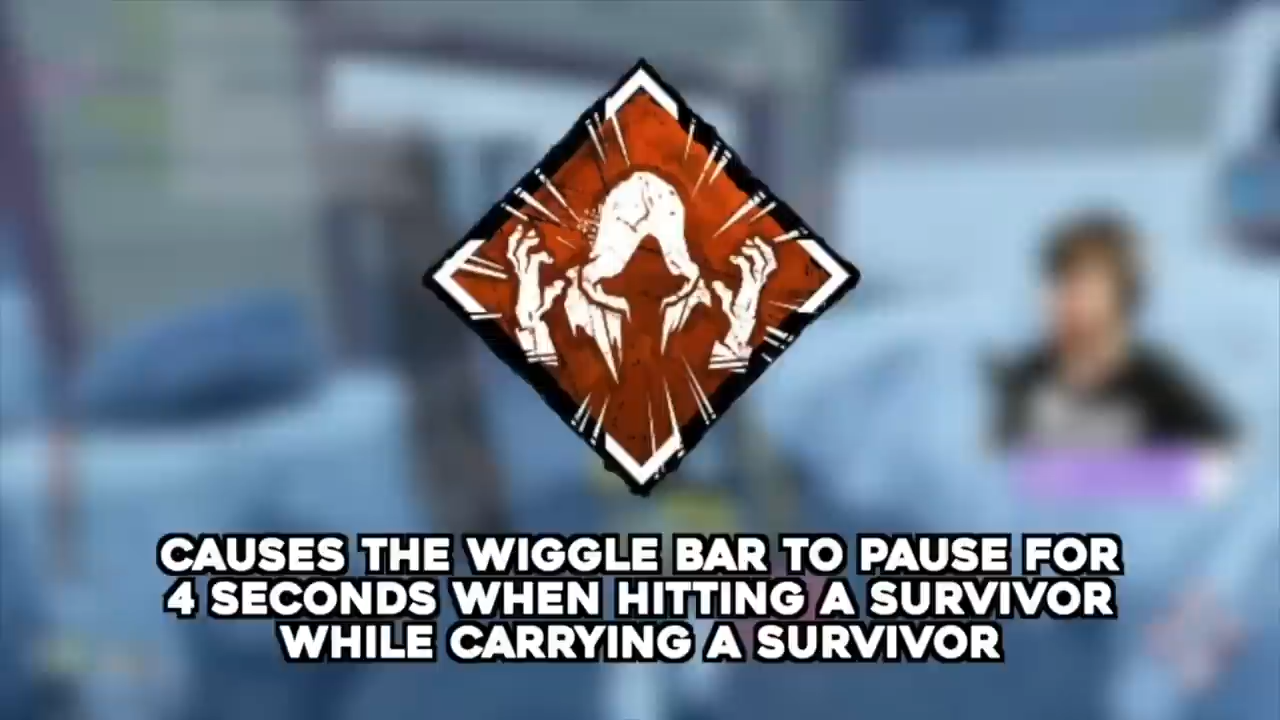 CAUSES THE WIGGLE BAR TO PAUSE FOR
4 SECONDS WHEN HITTING A SURVIVOR
WHILE CARRYING A SURVIVOR